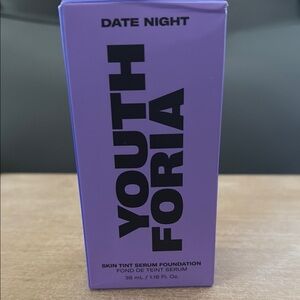 DATE NIGHT
YOUTH
FORIA
SKIN TINT SERUM FOUNDATION
FOND DE TEINT SÉRUM
35 mL / 1.18 Fl. Oz.